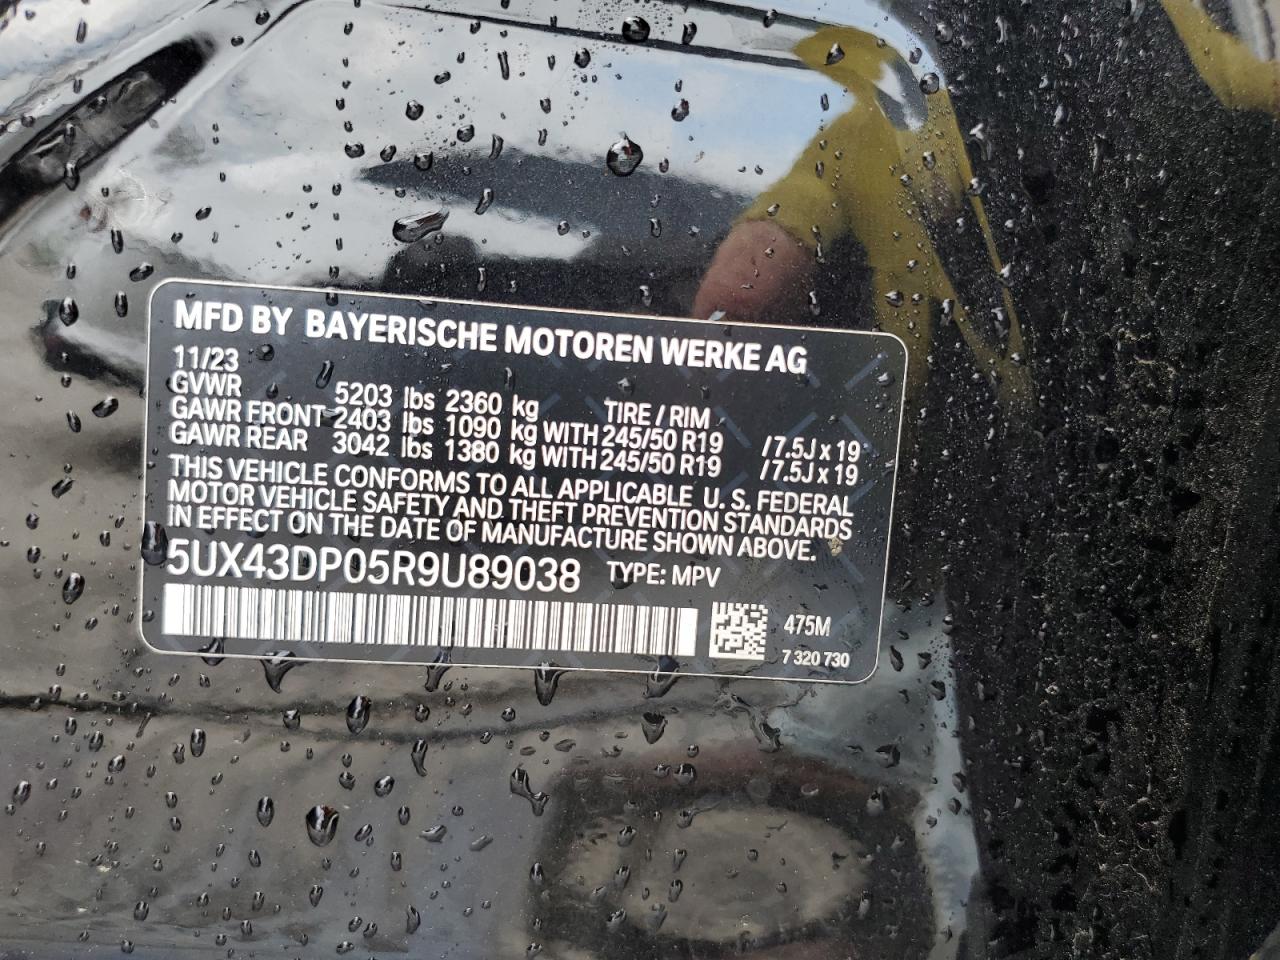 MFD BY BAYERISCHE MOTOREN WERKE AG
11/23
GVWR 5203 lbs 2360 kg TIRE / RIM
GAWR FRONT 2403 lbs 1090 kg WITH 245/50 R19 /7.5J x 19
GAWR REAR 3042 lbs 1380 kg WITH 245/50 R19 /7.5J x 19
THIS VEHICLE CONFORMS TO ALL APPLICABLE U. S. FEDERAL
MOTOR VEHICLE SAFETY AND THEFT PREVENTION STANDARDS
IN EFFECT ON THE DATE OF MANUFACTURE SHOWN ABOVE.
5UX43DP05R9U89038 TYPE: MPV
475M
7 320 730